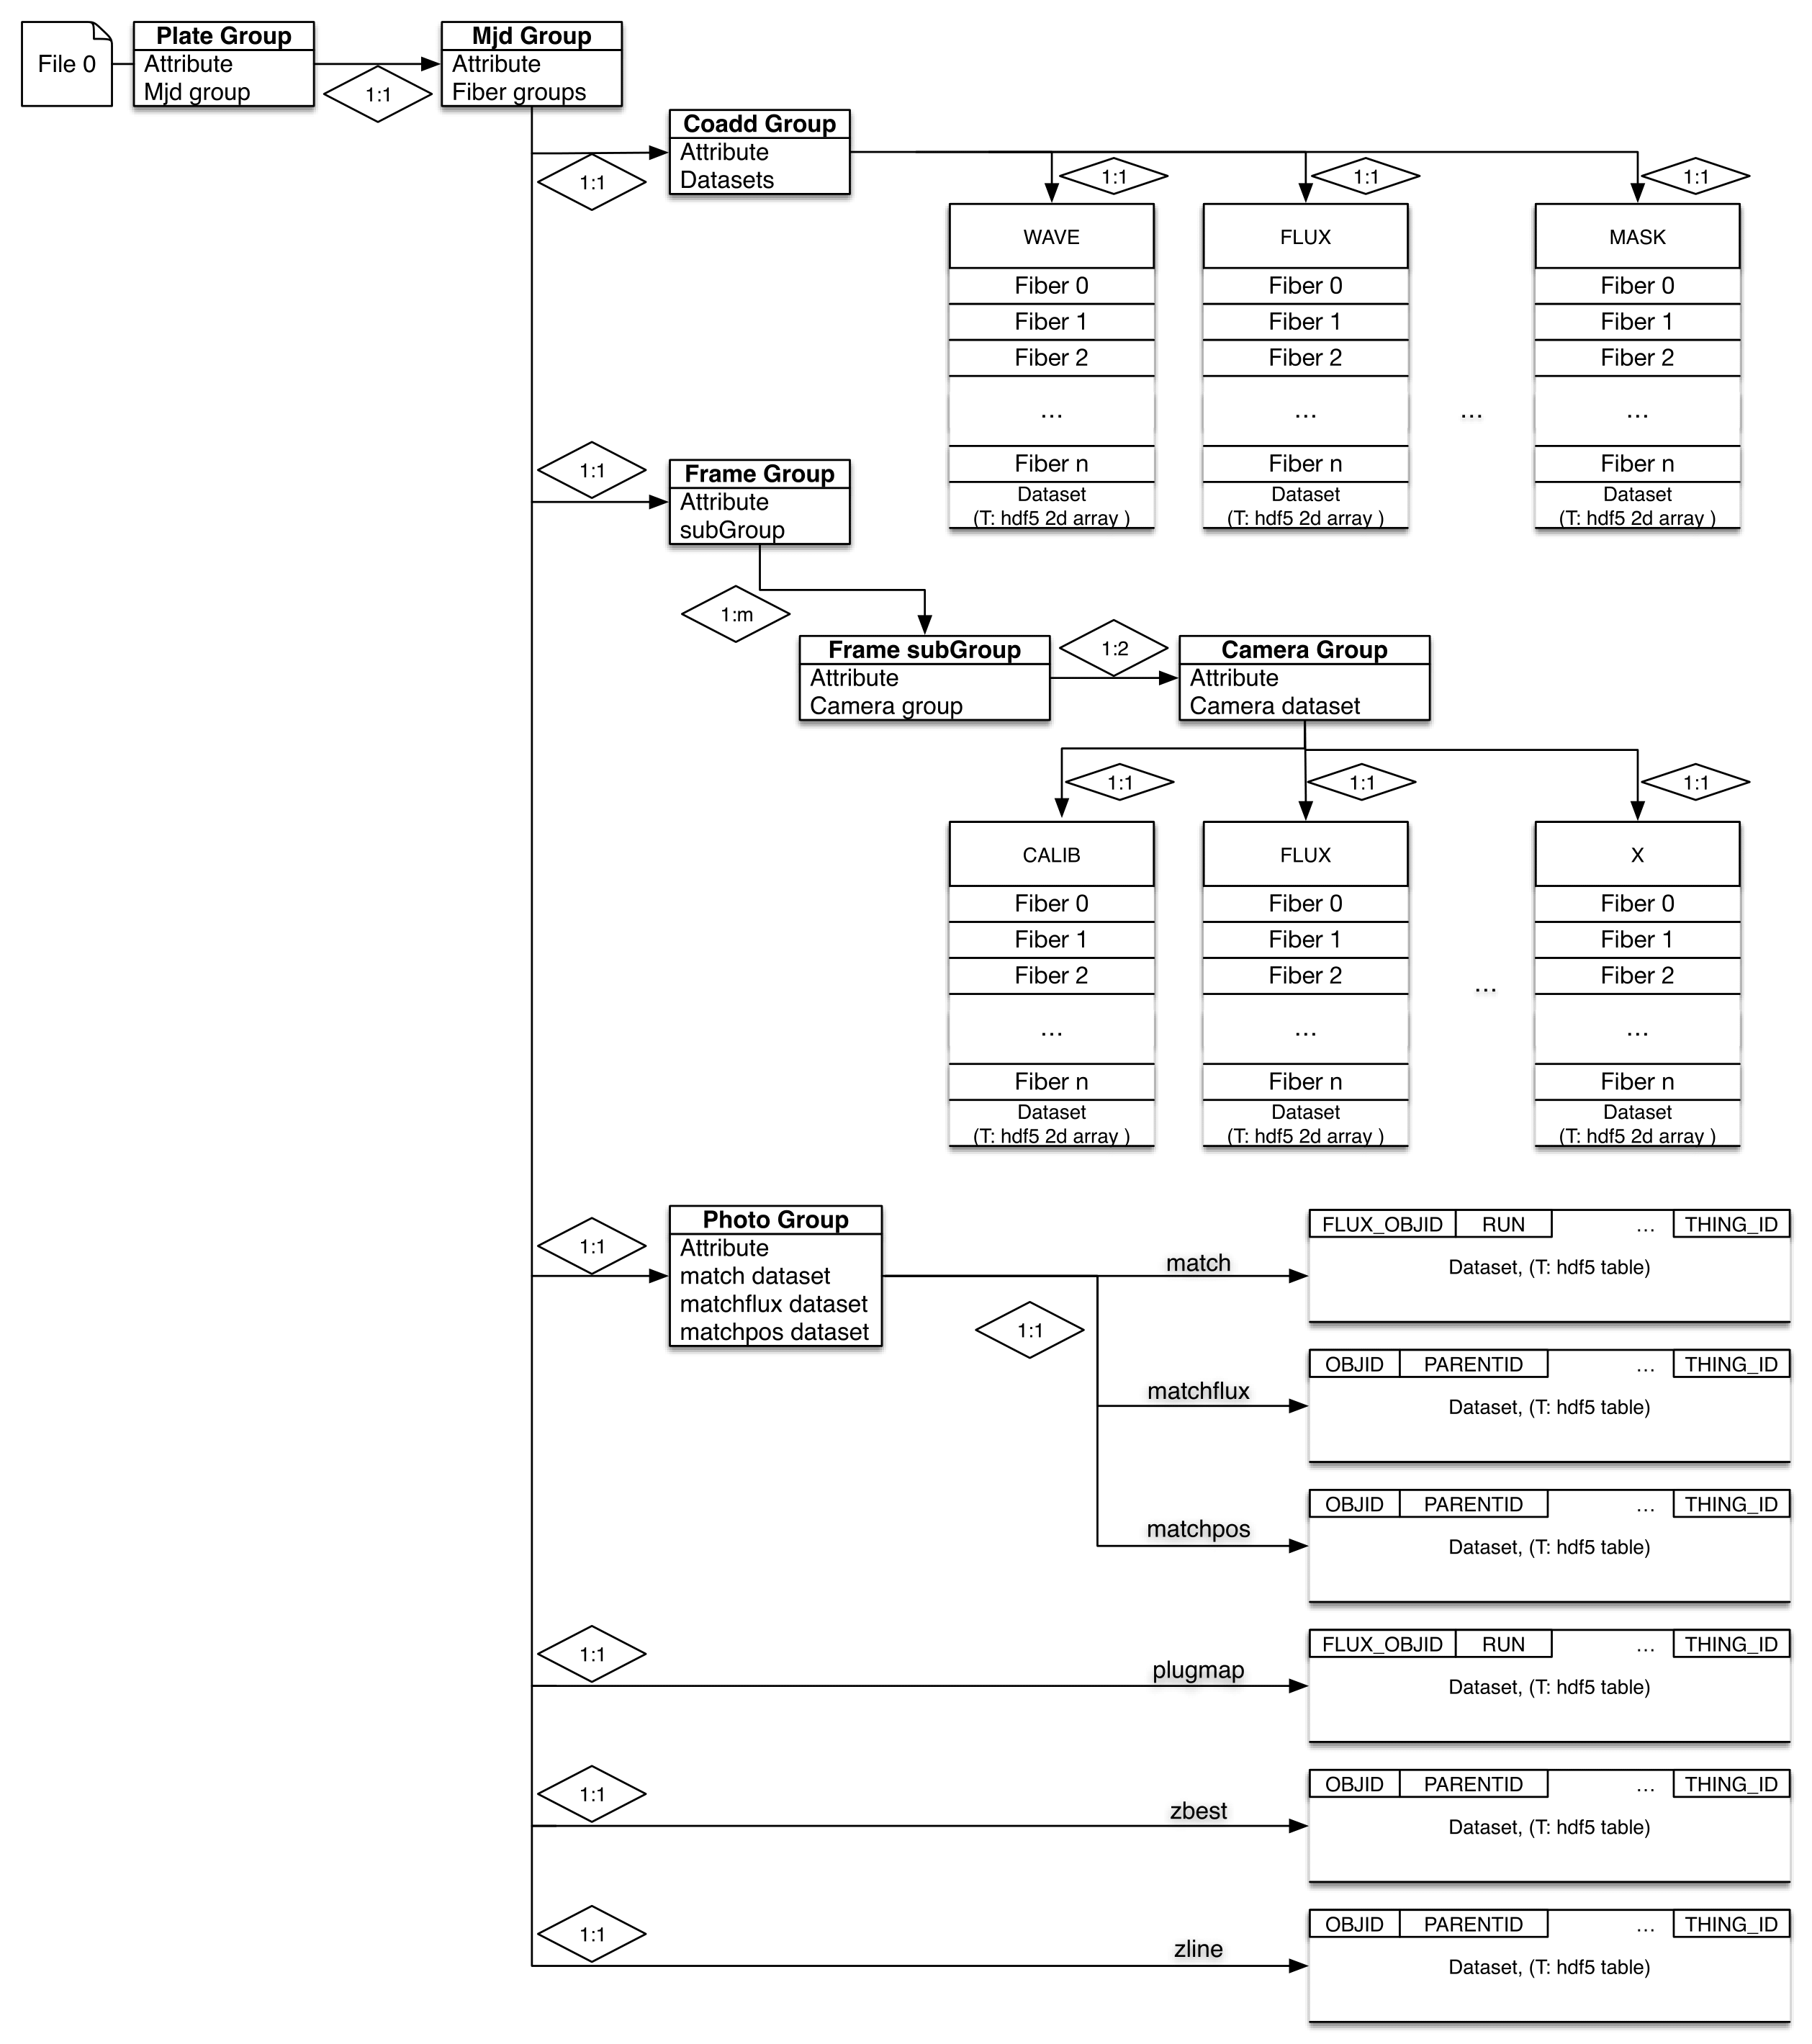 File 0
Plate Group
Attribute
Mjd group
1:1
Mjd Group
Attribute
Fiber groups
1:1
Coadd Group
Attribute
Datasets
1:1
1:1
1:1
WAVE
Fiber 0
Fiber 1
Fiber 2
...
Fiber n
Dataset
(T: hdf5 2d array )
FLUX
Fiber 0
Fiber 1
Fiber 2
...
Fiber n
Dataset
(T: hdf5 2d array )
...
MASK
Fiber 0
Fiber 1
Fiber 2
...
Fiber n
Dataset
(T: hdf5 2d array )
1:1
Frame Group
Attribute
subGroup
1:m
Frame subGroup
Attribute
Camera group
1:2
Camera Group
Attribute
Camera dataset
1:1
1:1
1:1
CALIB
Fiber 0
Fiber 1
Fiber 2
...
Fiber n
Dataset
(T: hdf5 2d array )
FLUX
Fiber 0
Fiber 1
Fiber 2
...
Fiber n
Dataset
(T: hdf5 2d array )
...
X
Fiber 0
Fiber 1
Fiber 2
...
Fiber n
Dataset
(T: hdf5 2d array )
1:1
Photo Group
Attribute
match dataset
matchflux dataset
matchpos dataset
1:1
match
FLUX_OBJID RUN ... THING_ID
Dataset, (T: hdf5 table)
matchflux
OBJID PARENTID ... THING_ID
Dataset, (T: hdf5 table)
matchpos
OBJID PARENTID ... THING_ID
Dataset, (T: hdf5 table)
1:1
plugmap
FLUX_OBJID RUN ... THING_ID
Dataset, (T: hdf5 table)
1:1
zbest
OBJID PARENTID ... THING_ID
Dataset, (T: hdf5 table)
1:1
zline
OBJID PARENTID ... THING_ID
Dataset, (T: hdf5 table)